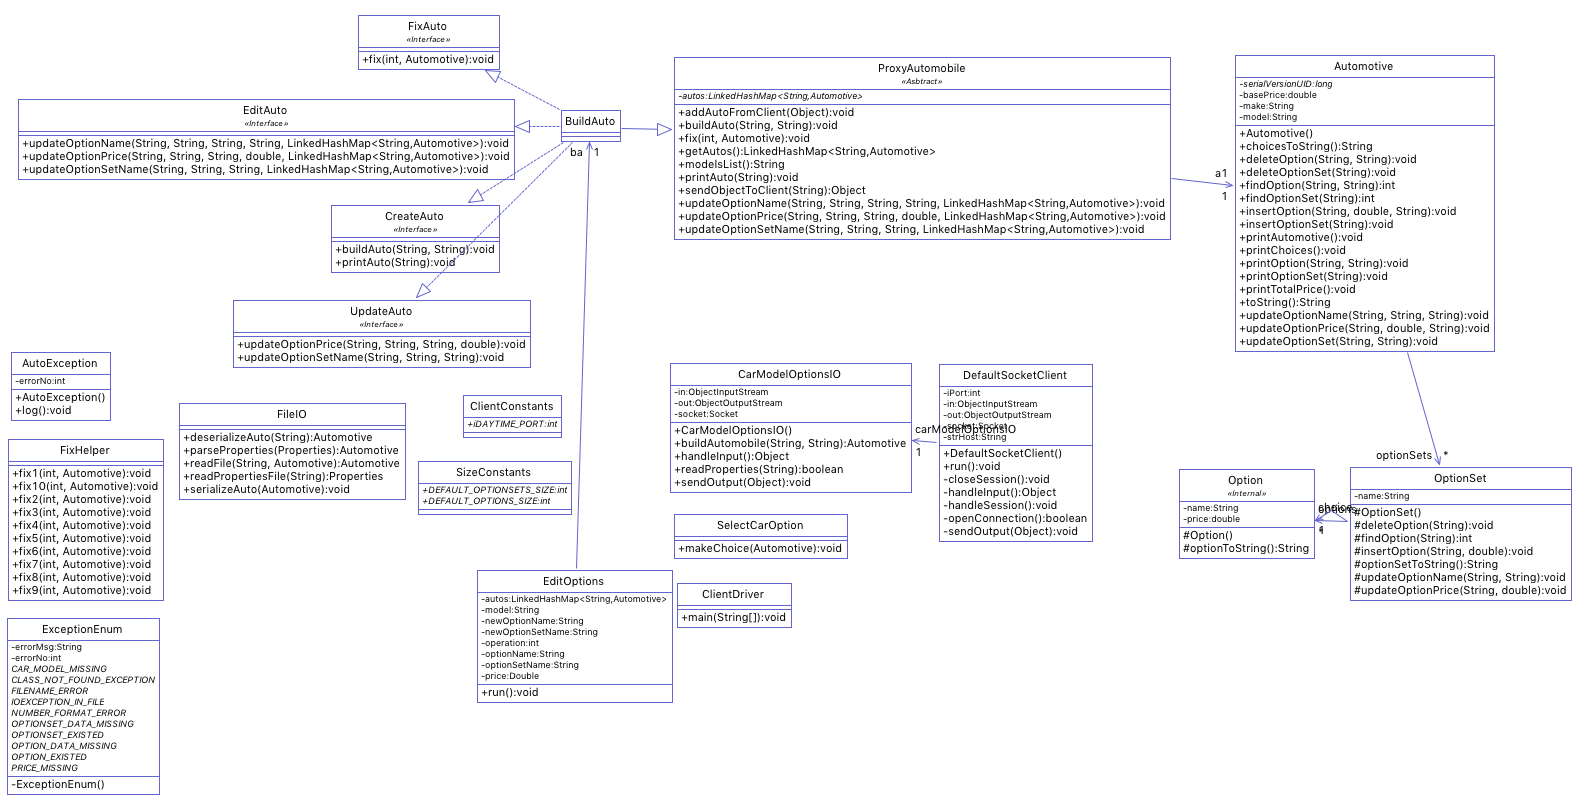 FixAuto
«Interface»
+fix(int, Automotive):void
EditAuto
«Interface»
+updateOptionName(String, String, String, String, LinkedHashMap<String,Automotive>):void
+updateOptionPrice(String, String, String, double, LinkedHashMap<String,Automotive>):void
+updateOptionSetName(String, String, String, LinkedHashMap<String,Automotive>):void
BuildAuto
ba
1
CreateAuto
«Interface»
+buildAuto(String, String):void
+printAuto(String):void
UpdateAuto
«Interface»
+updateOptionPrice(String, String, String, double):void
+updateOptionSetName(String, String, String):void
ProxyAutomobile
«Asbtract»
-autos:LinkedHashMap<String,Automotive>
+addAutoFromClient(Object):void
+buildAuto(String, String):void
+fix(int, Automotive):void
+getAutos():LinkedHashMap<String,Automotive>
+modelsList():String
+printAuto(String):void
+sendObjectToClient(String):Object
+updateOptionName(String, String, String, String, LinkedHashMap<String,Automotive>):void
+updateOptionPrice(String, String, String, double, LinkedHashMap<String,Automotive>):void
+updateOptionSetName(String, String, String, LinkedHashMap<String,Automotive>):void
a1
1
Automotive
-serialVersionUID:long
-basePrice:double
-make:String
-model:String
+Automotive()
+choicesToString():String
+deleteOption(String, String):void
+deleteOptionSet(String):void
+findOption(String, String):int
+findOptionSet(String):int
+insertOption(String, double, String):void
+insertOptionSet(String):void
+printAutomotive():void
+printChoices():void
+printOption(String, String):void
+printOptionSet(String):void
+printTotalPrice():void
+toString():String
+updateOptionName(String, String, String):void
+updateOptionPrice(String, double, String):void
+updateOptionSet(String, String):void
AutoException
-errorNo:int
+AutoException()
+log():void
FileIO
+deserializeAuto(String):Automotive
+parseProperties(Properties):Automotive
+readFile(String, Automotive):Automotive
+readPropertiesFile(String):Properties
+serializeAuto(Automotive):void
ClientConstants
+iDAYTIME_PORT:int
SizeConstants
+DEFAULT_OPTIONSETS_SIZE:int
+DEFAULT_OPTIONS_SIZE:int
FixHelper
+fix1(int, Automotive):void
+fix10(int, Automotive):void
+fix2(int, Automotive):void
+fix3(int, Automotive):void
+fix4(int, Automotive):void
+fix5(int, Automotive):void
+fix6(int, Automotive):void
+fix7(int, Automotive):void
+fix8(int, Automotive):void
+fix9(int, Automotive):void
CarModelOptionsIO
-in:ObjectInputStream
-out:ObjectOutputStream
-socket:Socket
+CarModelOptionsIO()
+buildAutomobile(String, String):Automotive
+handleInput():Object
+readProperties(String):boolean
+sendOutput(Object):void
carModelOptionsIO
1
DefaultSocketClient
-iPort:int
-in:ObjectInputStream
-out:ObjectOutputStream
-socket:Socket
-strHost:String
+DefaultSocketClient()
+run():void
-closeSession():void
-handleInput():Object
-handleSession():void
-openConnection():boolean
-sendOutput(Object):void
optionSets
*
Option
«Internal»
-name:String
-price:double
#Option()
#optionToString():String
choice
options
1
*
OptionSet
-name:String
#OptionSet()
#deleteOption(String):void
#findOption(String):int
#insertOption(String, double):void
#optionSetToString():String
#updateOptionName(String, String):void
#updateOptionPrice(String, double):void
SelectCarOption
+makeChoice(Automotive):void
EditOptions
-autos:LinkedHashMap<String,Automotive>
-model:String
-newOptionName:String
-newOptionSetName:String
-operation:int
-optionName:String
-optionSetName:String
-price:Double
+run():void
ClientDriver
+main(String[]):void
ExceptionEnum
-errorMsg:String
-errorNo:int
CAR_MODEL_MISSING
CLASS_NOT_FOUND_EXCEPTION
FILENAME_ERROR
IOEXCEPTION_IN_FILE
NUMBER_FORMAT_ERROR
OPTIONSET_DATA_MISSING
OPTIONSET_EXISTED
OPTION_DATA_MISSING
OPTION_EXISTED
PRICE_MISSING
-ExceptionEnum()